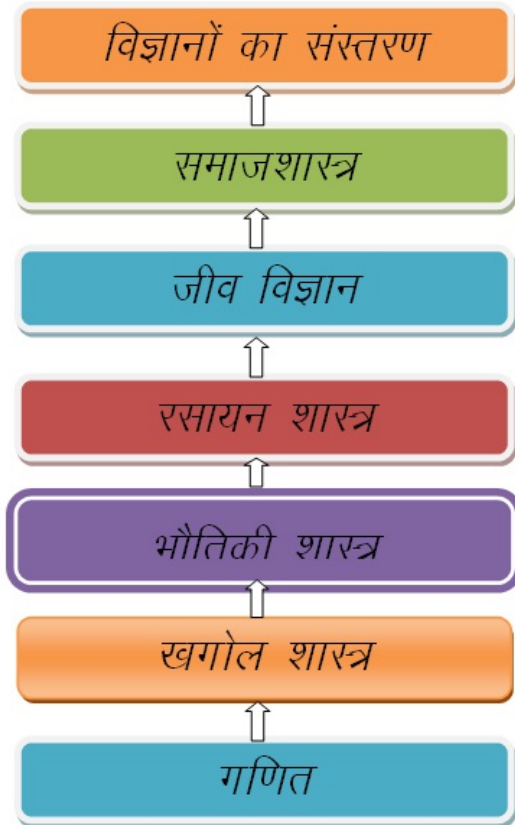 विज्ञानों का संस्तरण
समाजशास्त्र
जीव विज्ञान
रसायन शास्त्र
भौतिकी शास्त्र
खगोल शास्त्र
गणित